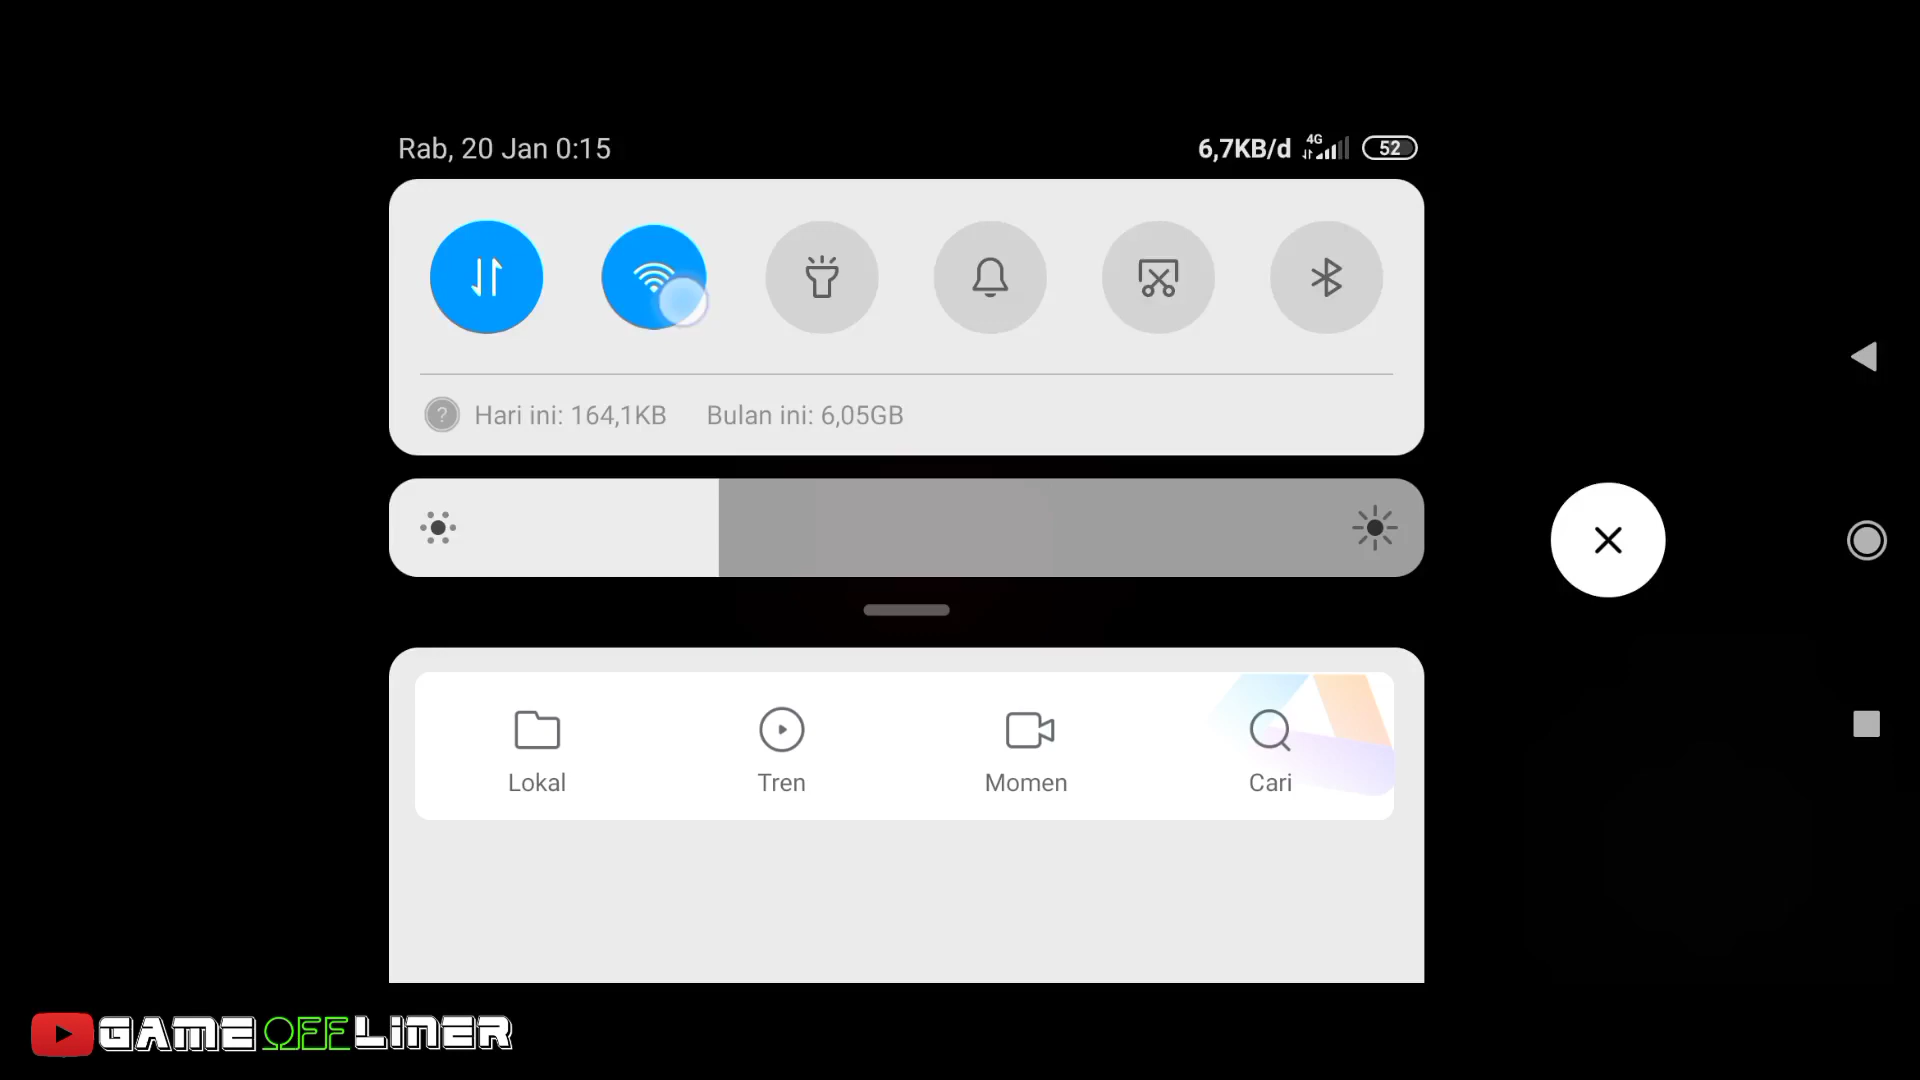 Rab, 20 Jan 0:15
6,7KB/d 4G 52
Hari ini: 164,1KB Bulan ini: 6,05GB
Lokal Tren Momen Cari
GAME OFFLINER